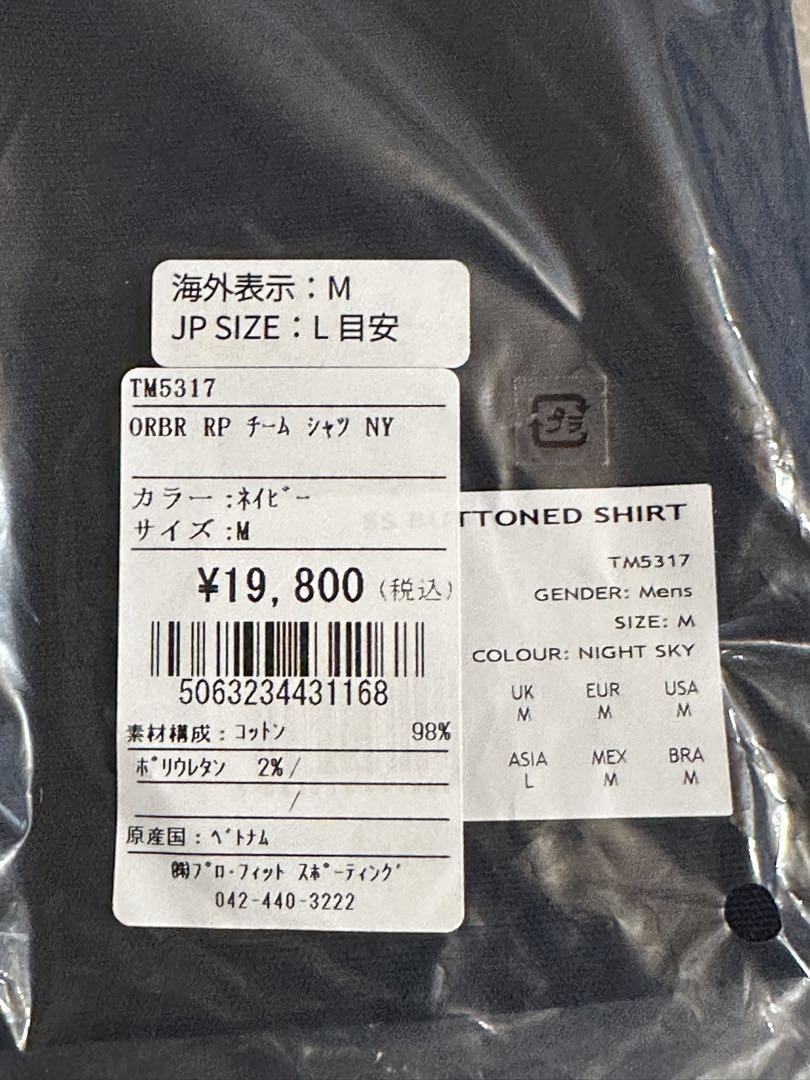 海外表示：M
JP SIZE：L 目安
TM5317
ORBR RP ﾁｰﾑ ｼｬﾂ NY
カラー :ﾈｲﾋﾞｰ
サイズ :M
¥19,800 (税込)
5063234431168
素材構成：ｺｯﾄﾝ 98%
ﾎﾟﾘｳﾚﾀﾝ 2%/
/
原産国：ﾍﾞﾄﾅﾑ
㈱ﾌﾟﾛ･ﾌｨｯﾄ ｽﾎﾟｰﾃｨﾝｸﾞ
042-440-3222
プラ
SS BUTTONED SHIRT
TM5317
GENDER: Mens
SIZE: M
COLOUR: NIGHT SKY
UK EUR USA
M M M
ASIA MEX BRA
L M M